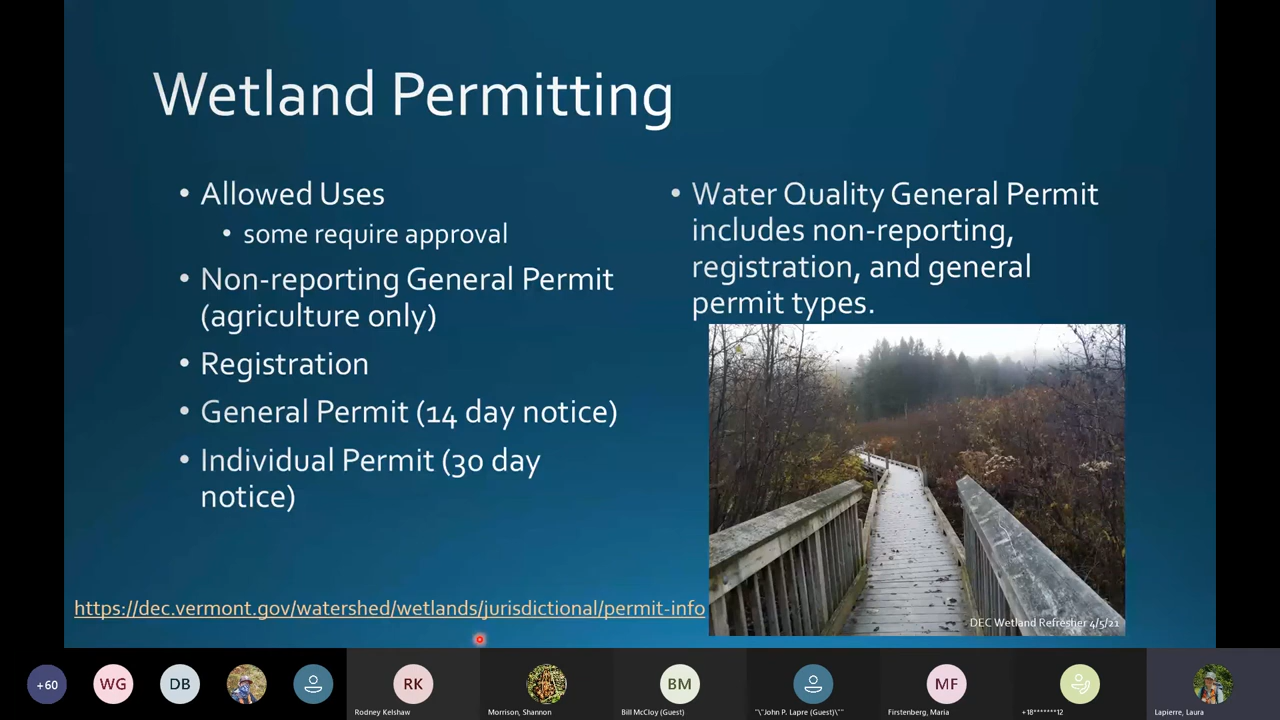 Wetland Permitting
• Allowed Uses
• some require approval
• Non-reporting General Permit
(agriculture only)
• Registration
• General Permit (14 day notice)
• Individual Permit (30 day
notice)
• Water Quality General Permit
includes non-reporting,
registration, and general
permit types.
https://dec.vermont.gov/watershed/wetlands/jurisdictional/permit-info
DEC Wetland Refresher 4/5/21
+60
WG
DB
RK
BM
MF
Rodney Kelshaw
Morrison, Shannon
Bill McCloy (Guest)
"\"John P. Lapre (Guest)\""
Firstenberg, Maria
+18*******12
Lapierre, Laura